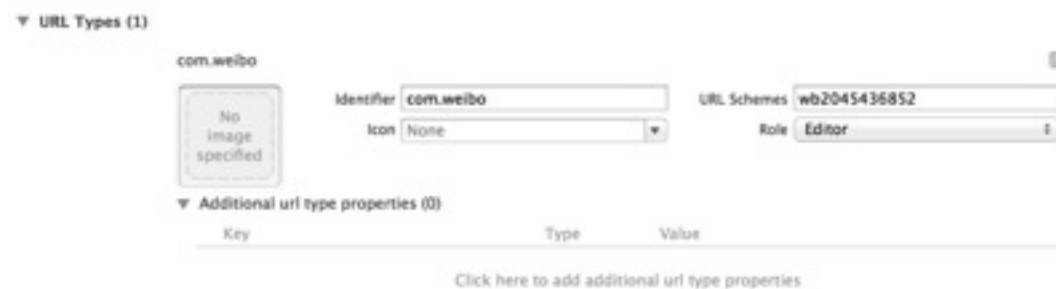 URL Types (1)
com.weibo
Identifier com.weibo URL Schemes wb2045436852
No image specified
Icon None Role Editor
Additional url type properties (0)
Key Type Value
Click here to add additional url type properties